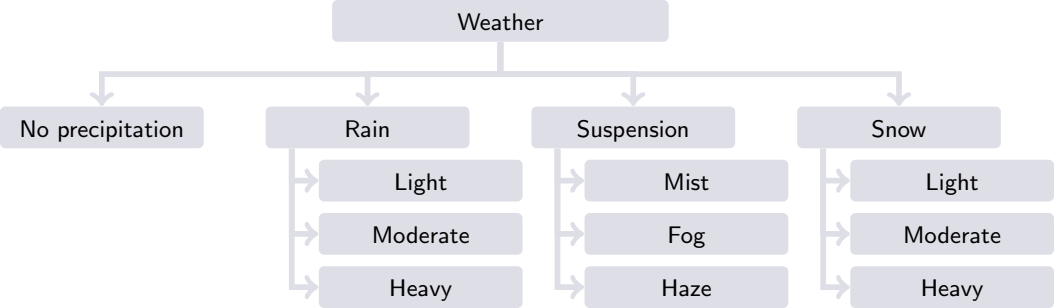 Weather
No precipitation
Rain
Light
Moderate
Heavy
Suspension
Mist
Fog
Haze
Snow
Light
Moderate
Heavy